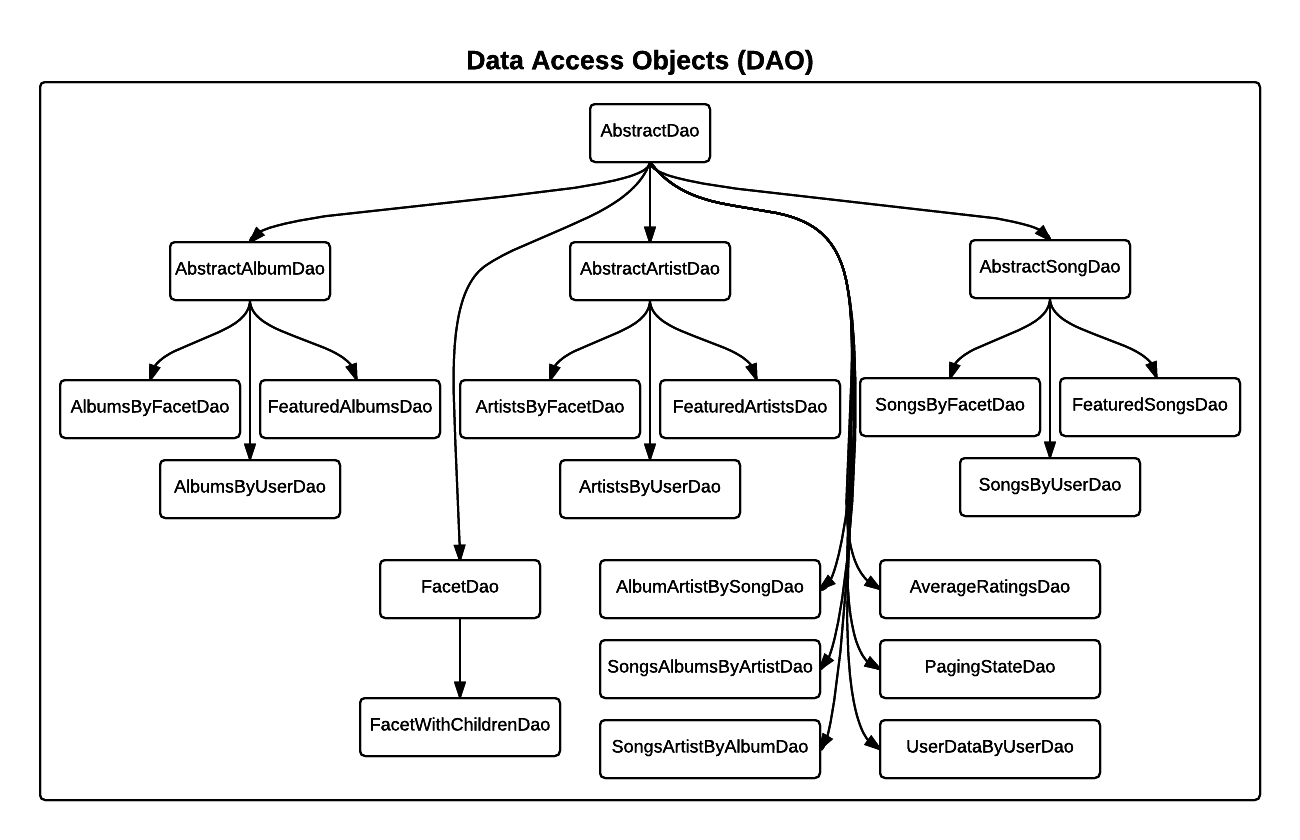 Data Access Objects (DAO)
AbstractDao
AbstractAlbumDao
AbstractArtistDao
AbstractSongDao
AlbumsByFacetDao
FeaturedAlbumsDao
ArtistsByFacetDao
FeaturedArtistsDao
SongsByFacetDao
FeaturedSongsDao
AlbumsByUserDao
ArtistsByUserDao
SongsByUserDao
FacetDao
AlbumArtistBySongDao
AverageRatingsDao
SongsAlbumsByArtistDao
PagingStateDao
FacetWithChildrenDao
SongsArtistByAlbumDao
UserDataByUserDao